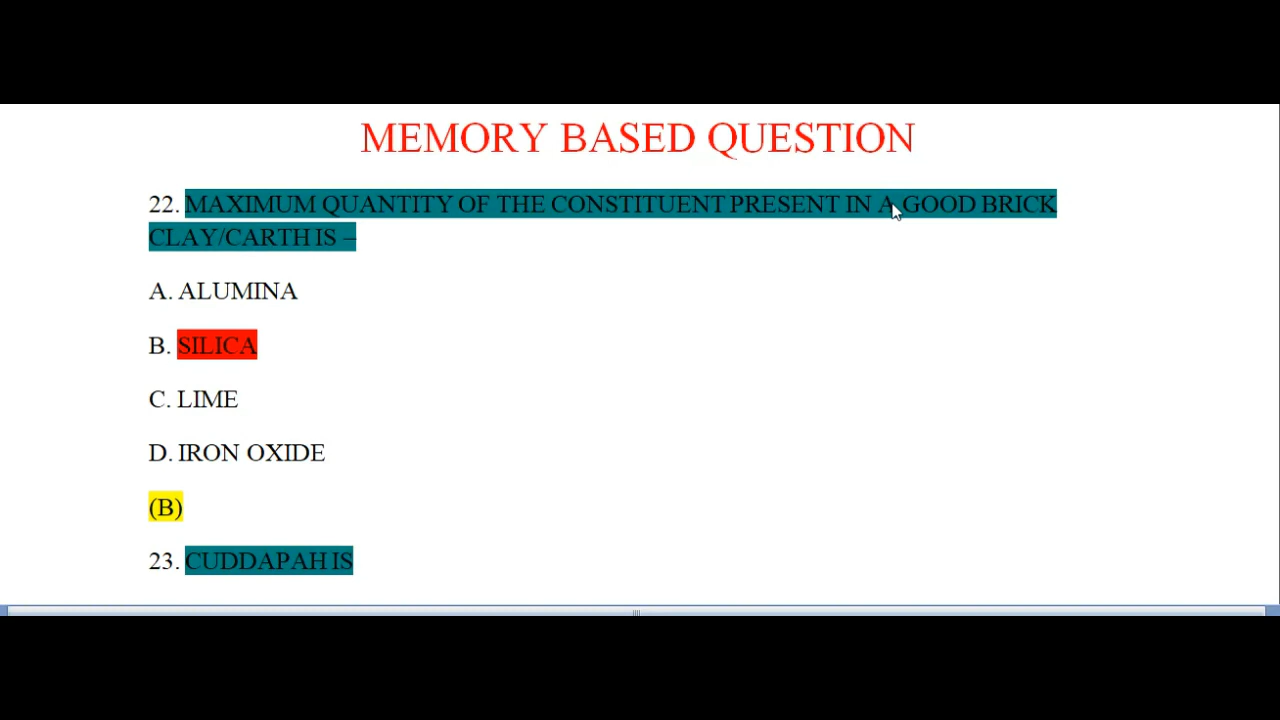 MEMORY BASED QUESTION
22. MAXIMUM QUANTITY OF THE CONSTITUENT PRESENT IN A GOOD BRICK
CLAY/CARTH IS –
A. ALUMINA
B. SILICA
C. LIME
D. IRON OXIDE
(B)
23. CUDDAPAH IS